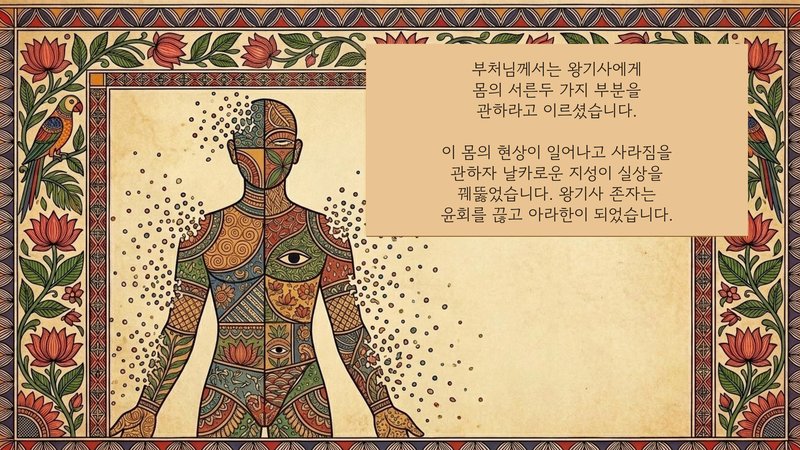 부처님께서는 왕기사에게
몸의 서른두 가지 부분을
관하라고 이르셨습니다.
이 몸의 현상이 일어나고 사라짐을
관하자 날카로운 지성이 실상을
꿰뚫었습니다. 왕기사 존자는
윤회를 끊고 아라한이 되었습니다.